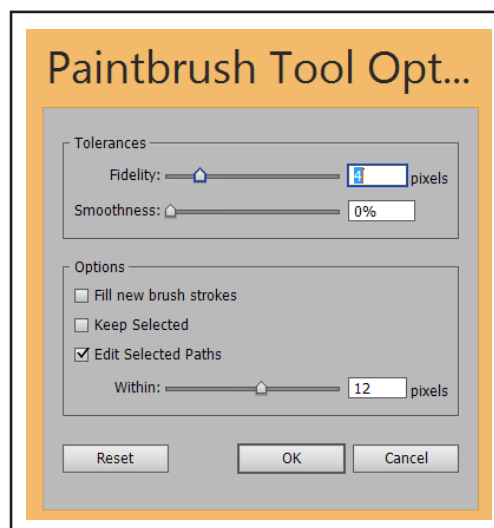 Paintbrush Tool Opt...
Tolerances
Fidelity: 4 pixels
Smoothness: 0%
Options
Fill new brush strokes
Keep Selected
Edit Selected Paths
Within: 12 pixels
Reset OK Cancel